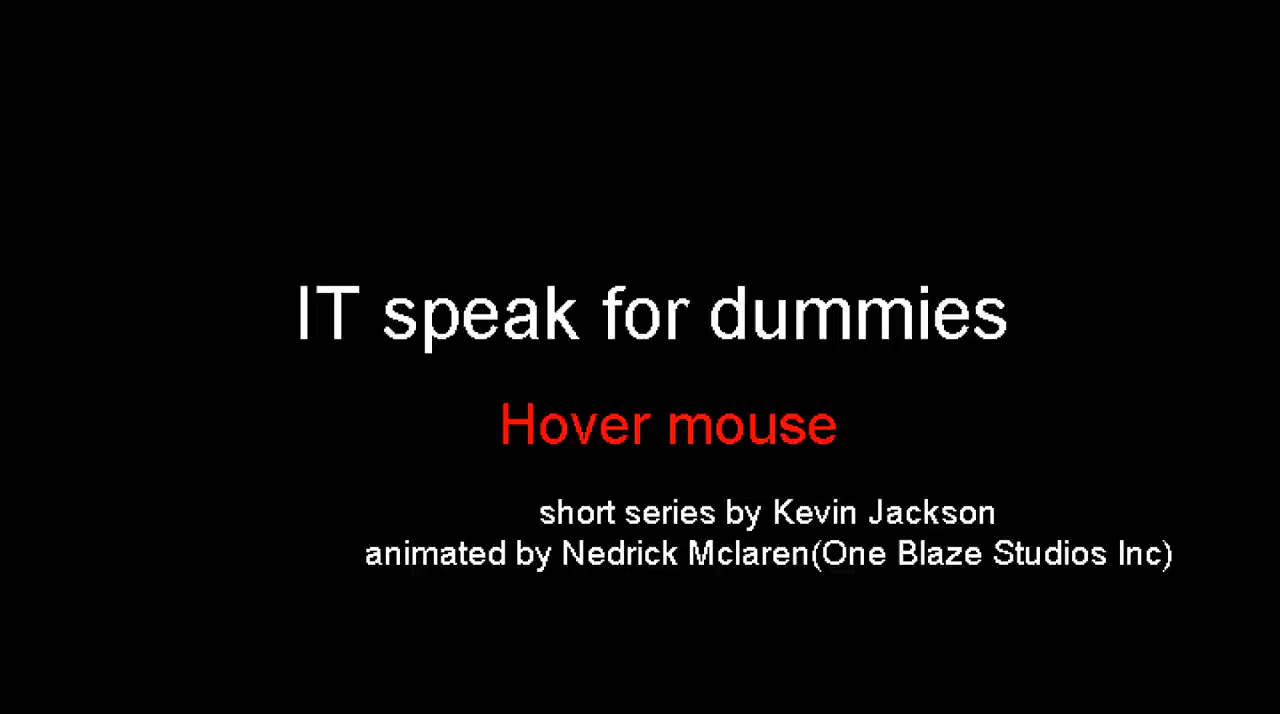 IT speak for dummies
Hover mouse
short series by Kevin Jackson
animated by Nedrick Mclaren(One Blaze Studios Inc)